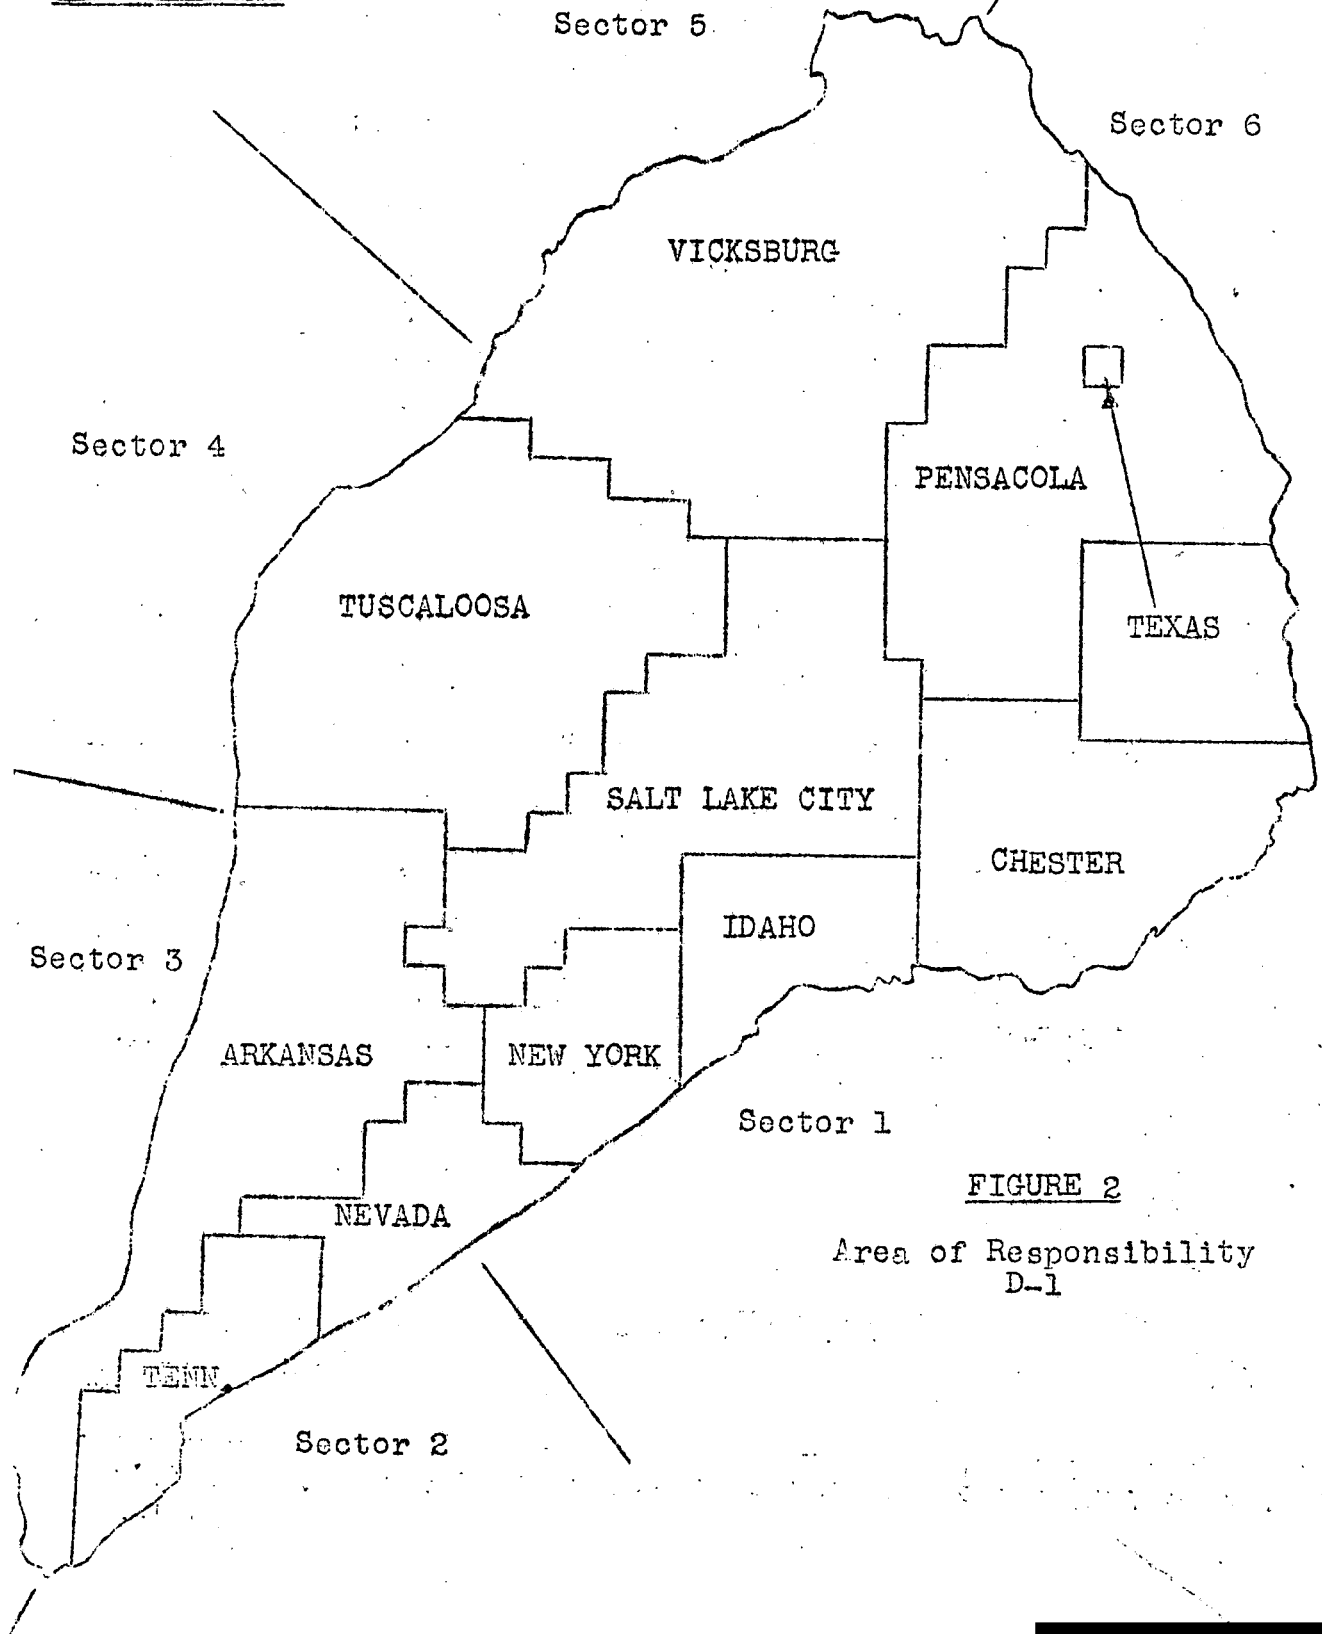 Sector 5
Sector 6
VICKSBURG
Sector 4
PENSACOLA
TUSCALOOSA
TEXAS
SALT LAKE CITY
CHESTER
IDAHO
Sector 3
ARKANSAS
NEW YORK
Sector 1
FIGURE 2
NEVADA
Area of Responsibility
D-1
TENN.
Sector 2